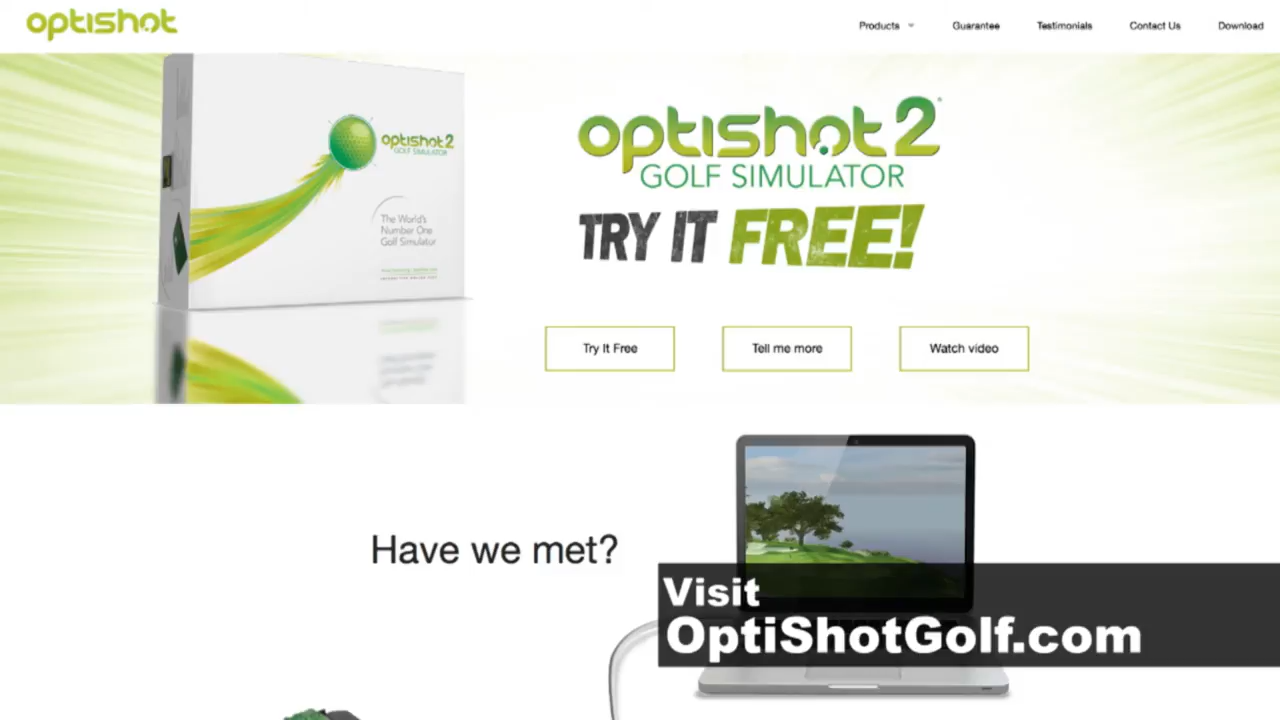 optishot
Products
Guarantee
Testimonials
Contact Us
Download
optishot 2
GOLF SIMULATOR
The World's
Number One
Golf Simulator
optishot 2
GOLF SIMULATOR
TRY IT FREE!
Try It Free
Tell me more
Watch video
Have we met?
Visit
OptiShotGolf.com